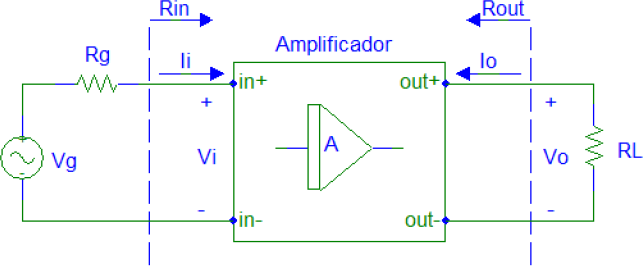 Rin Rout
Amplificador
Rg Ii in+ out+ Io
+ +
Vg Vi A Vo RL
- in- out- -